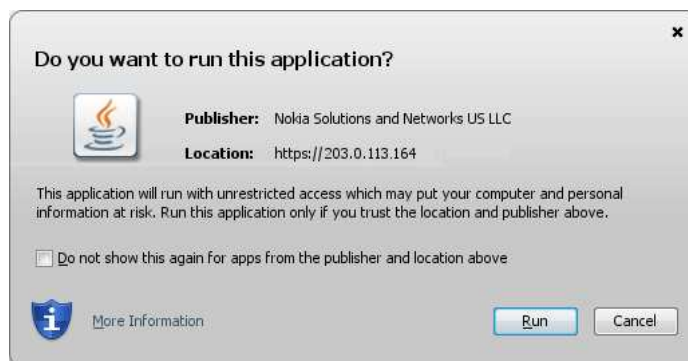 Do you want to run this application?
Publisher: Nokia Solutions and Networks US LLC
Location: https://203.0.113.164
This application will run with unrestricted access which may put your computer and personal
information at risk. Run this application only if you trust the location and publisher above.
Do not show this again for apps from the publisher and location above
More Information
Run
Cancel